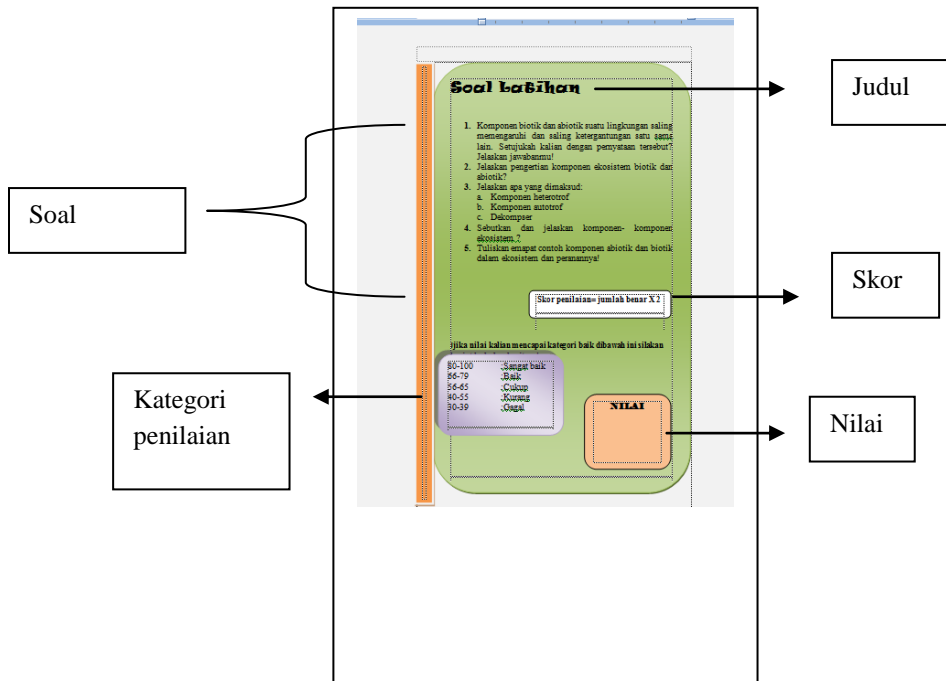 Soal Latihan
Judul
1. Komponen biotik dan abiotik suatu lingkungan saling
memengaruhi dan saling ketergantungan satu sama
lain. Setujukah kalian dengan pernyataan tersebut?
Jelaskan jawabanmu!
2. Jelaskan pengertian komponen ekosistem biotik dan
abiotik?
3. Jelaskan apa yang dimaksud:
a. Komponen heterotrof
b. Komponen autotrof
c. Dekompser
4. Sebutkan dan jelaskan komponen- komponen
ekosistem.?
5. Tuliskan emapat contoh komponen abiotik dan biotik
dalam ekosistem dan peranannya!
Soal
Skor penilaian= jumlah benar X 2
Skor
jika nilai kalian mencapai kategori baik dibawah ini silakan
80-100 :Sangat baik
66-79 :Baik
56-65 :Cukup
40-55 :Kurang
30-39 :Gagal
Kategori
penilaian
NILAI
Nilai